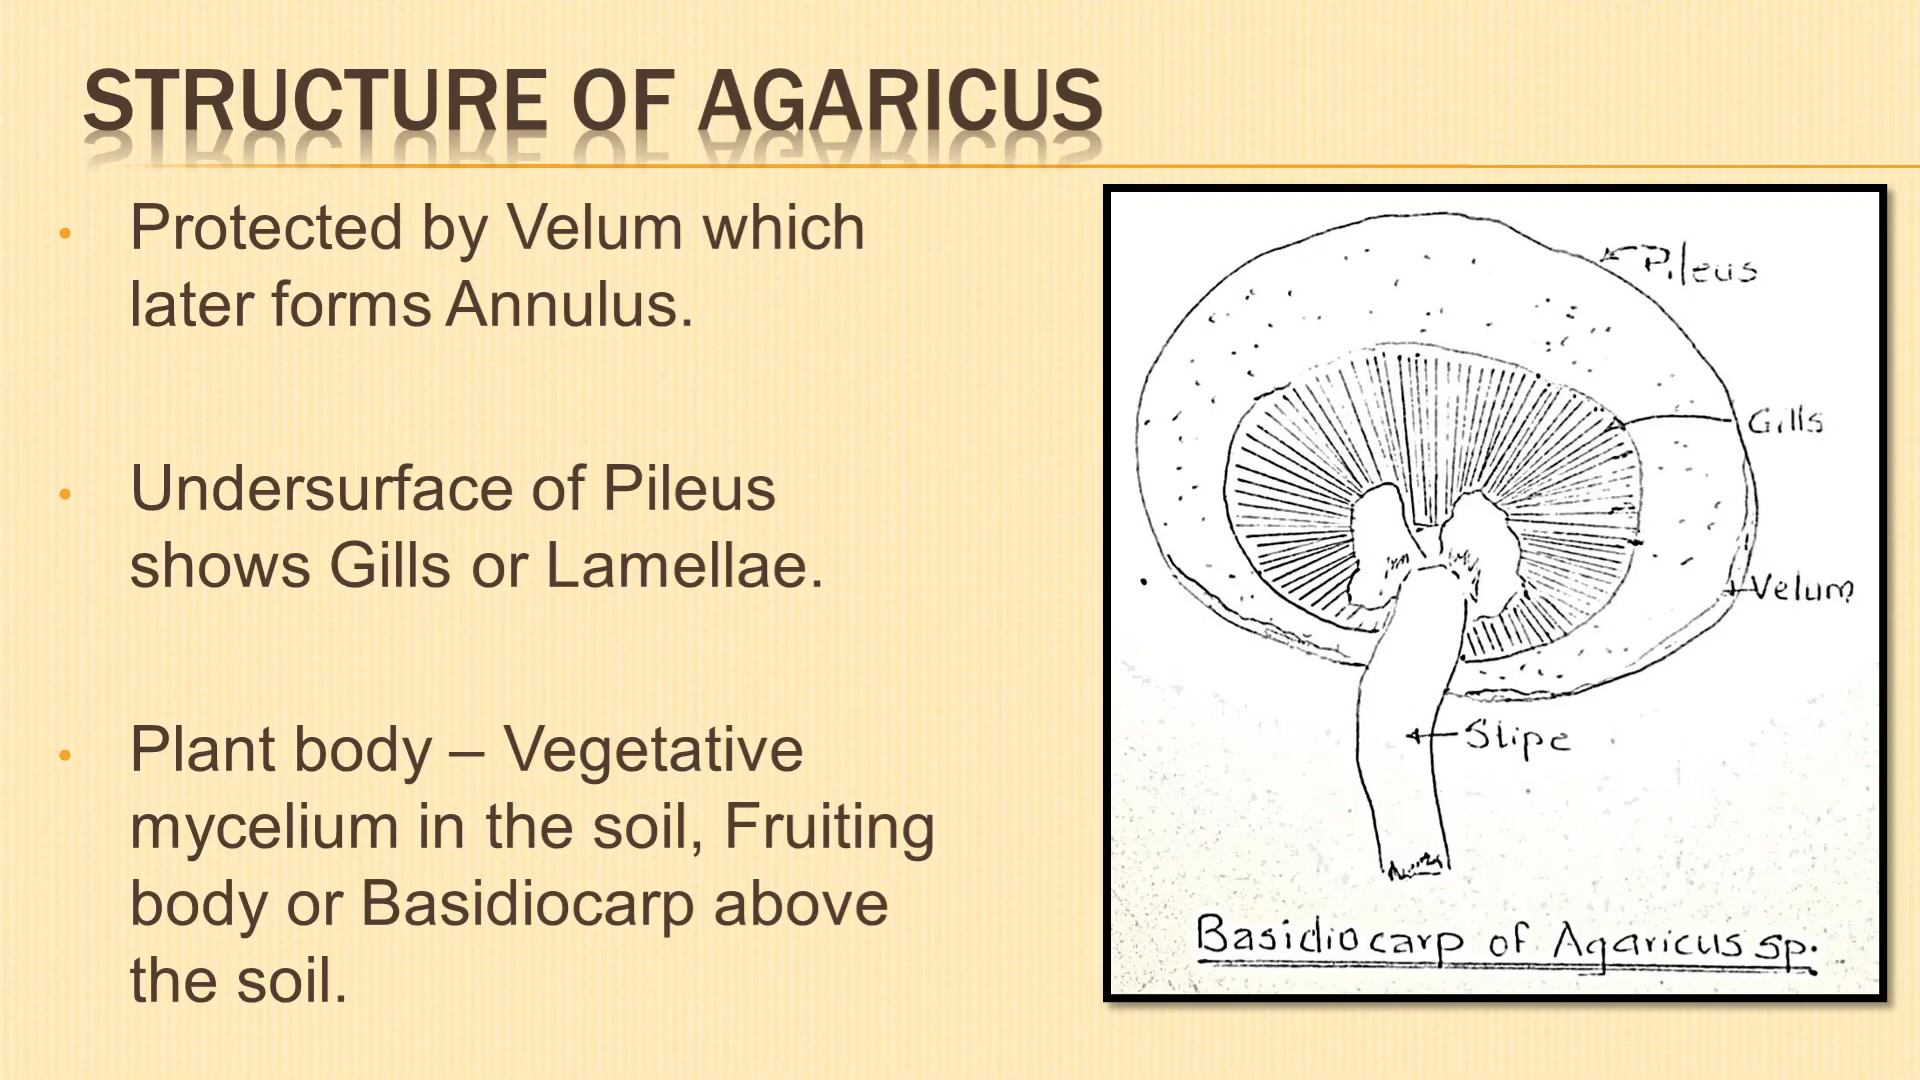 STRUCTURE OF AGARICUS
• Protected by Velum which
later forms Annulus.
• Undersurface of Pileus
shows Gills or Lamellae.
• Plant body – Vegetative
mycelium in the soil, Fruiting
body or Basidiocarp above
the soil.
Pileus
Gills
Velum
Stipe
Basidiocarp of Agaricus sp.